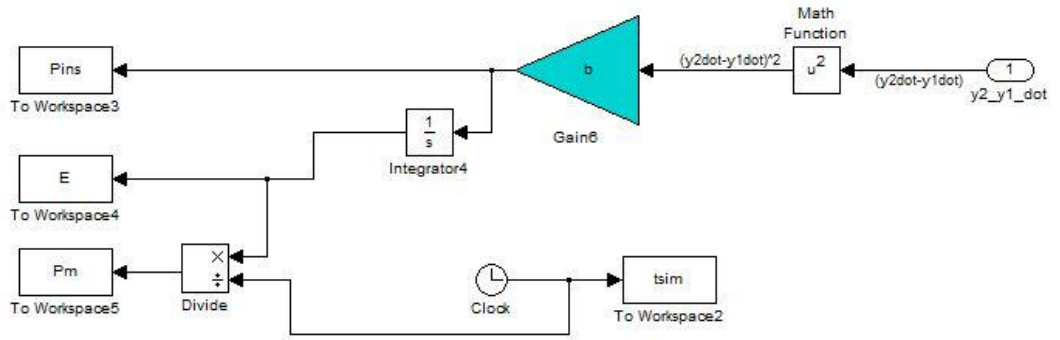 Math
Function
Pins
To Workspace3
b
Gain6
(y2dot-y1dot)^2
u2
(y2dot-y1dot)
1
y2_y1_dot
1
s
Integrator4
E
To Workspace4
Pm
To Workspace5
×
÷
Divide
Clock
tsim
To Workspace2